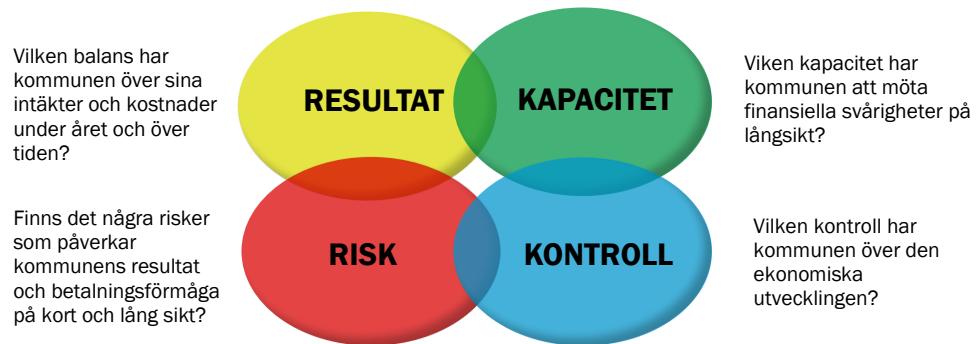 Vilken balans har
kommunen över sina
intäkter och kostnader
under året och över
tiden?
RESULTAT
KAPACITET
Viken kapacitet har
kommunen att möta
finansiella svårigheter på
långsikt?
Finns det några risker
som påverkar
kommunens resultat
och betalningsförmåga
på kort och lång sikt?
RISK
KONTROLL
Vilken kontroll har
kommunen över den
ekonomiska
utvecklingen?